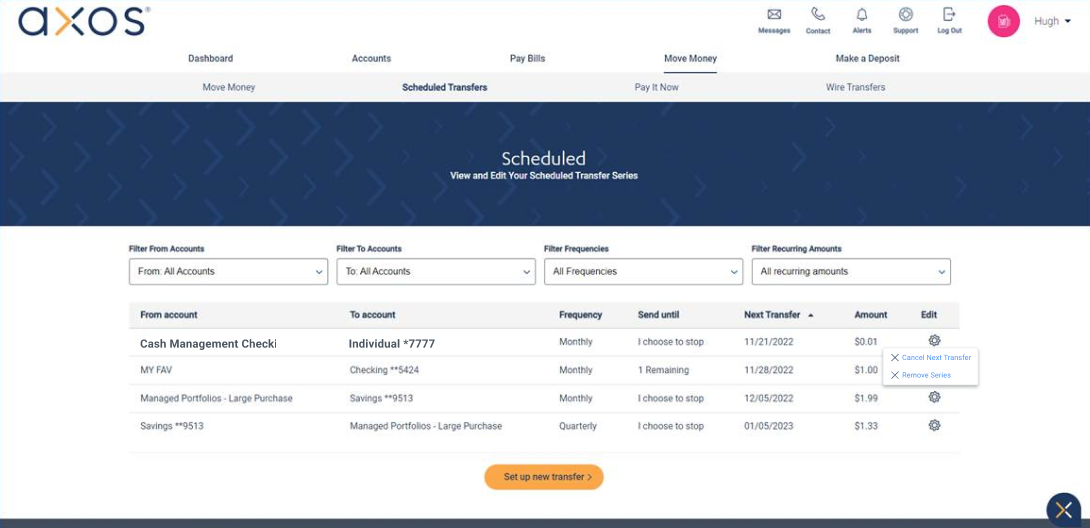 axos®
Messages Contact Alerts Support Log Out Hugh
Dashboard Accounts Pay Bills Move Money Make a Deposit
Move Money Scheduled Transfers Pay It Now Wire Transfers
Scheduled
View and Edit Your Scheduled Transfer Series
Filter From Accounts Filter To Accounts Filter Frequencies Filter Recurring Amounts
From: All Accounts To: All Accounts All Frequencies All recurring amounts
From account To account Frequency Send until Next Transfer Amount Edit
Cash Management Checki Individual *7777 Monthly I choose to stop 11/21/2022 $0.01
Cancel Next Transfer
MY FAV Checking **5424 Monthly 1 Remaining 11/28/2022 $1.00
Remove Series
Managed Portfolios - Large Purchase Savings **9513 Monthly I choose to stop 12/05/2022 $1.99
Savings **9513 Managed Portfolios - Large Purchase Quarterly I choose to stop 01/05/2023 $1.33
Set up new transfer